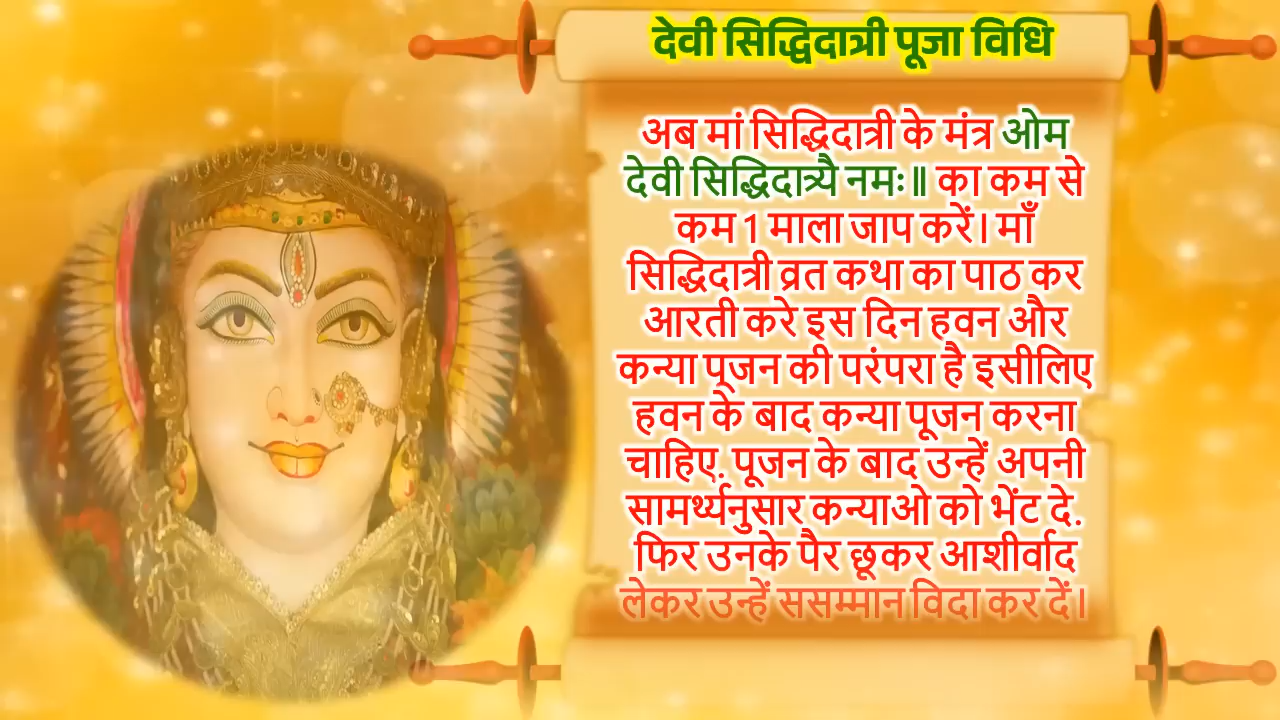 देवी सिद्धिदात्री पूजा विधि
अब मां सिद्धिदात्री के मंत्र ओम
देवी सिद्धिदात्र्यै नमः॥ का कम से
कम 1 माला जाप करें। माँ
सिद्धिदात्री व्रत कथा का पाठ कर
आरती करे इस दिन हवन और
कन्या पूजन की परंपरा है इसीलिए
हवन के बाद कन्या पूजन करना
चाहिए. पूजन के बाद उन्हें अपनी
सामर्थ्यनुसार कन्याओ को भेंट दे.
फिर उनके पैर छूकर आशीर्वाद
लेकर उन्हें ससम्मान विदा कर दें।